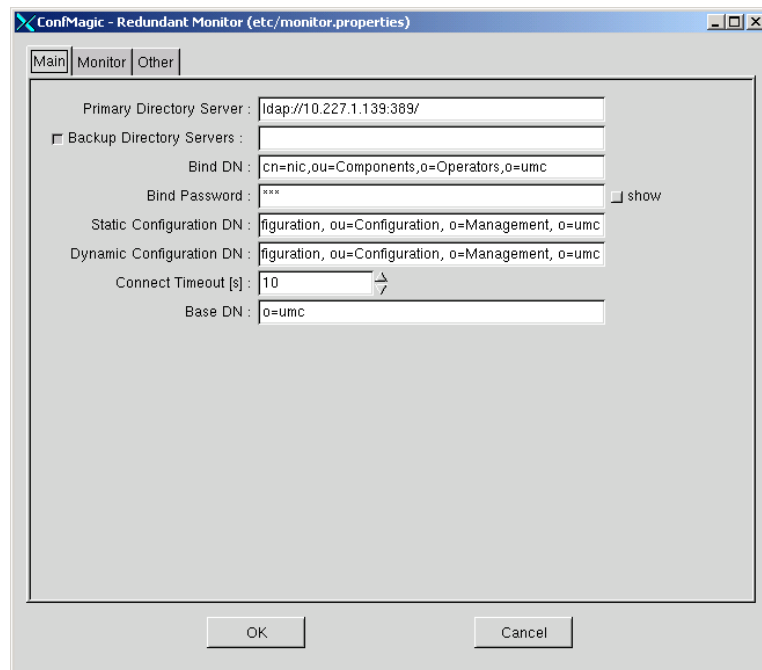 ConfMagic - Redundant Monitor (etc/monitor.properties)
Main Monitor Other
Primary Directory Server : ldap://10.227.1.139:389/
Backup Directory Servers :
Bind DN : cn=nic,ou=Components,o=Operators,o=umc
Bind Password : *** show
Static Configuration DN : figuration, ou=Configuration, o=Management, o=umc
Dynamic Configuration DN : figuration, ou=Configuration, o=Management, o=umc
Connect Timeout [s] : 10
Base DN : o=umc
OK Cancel